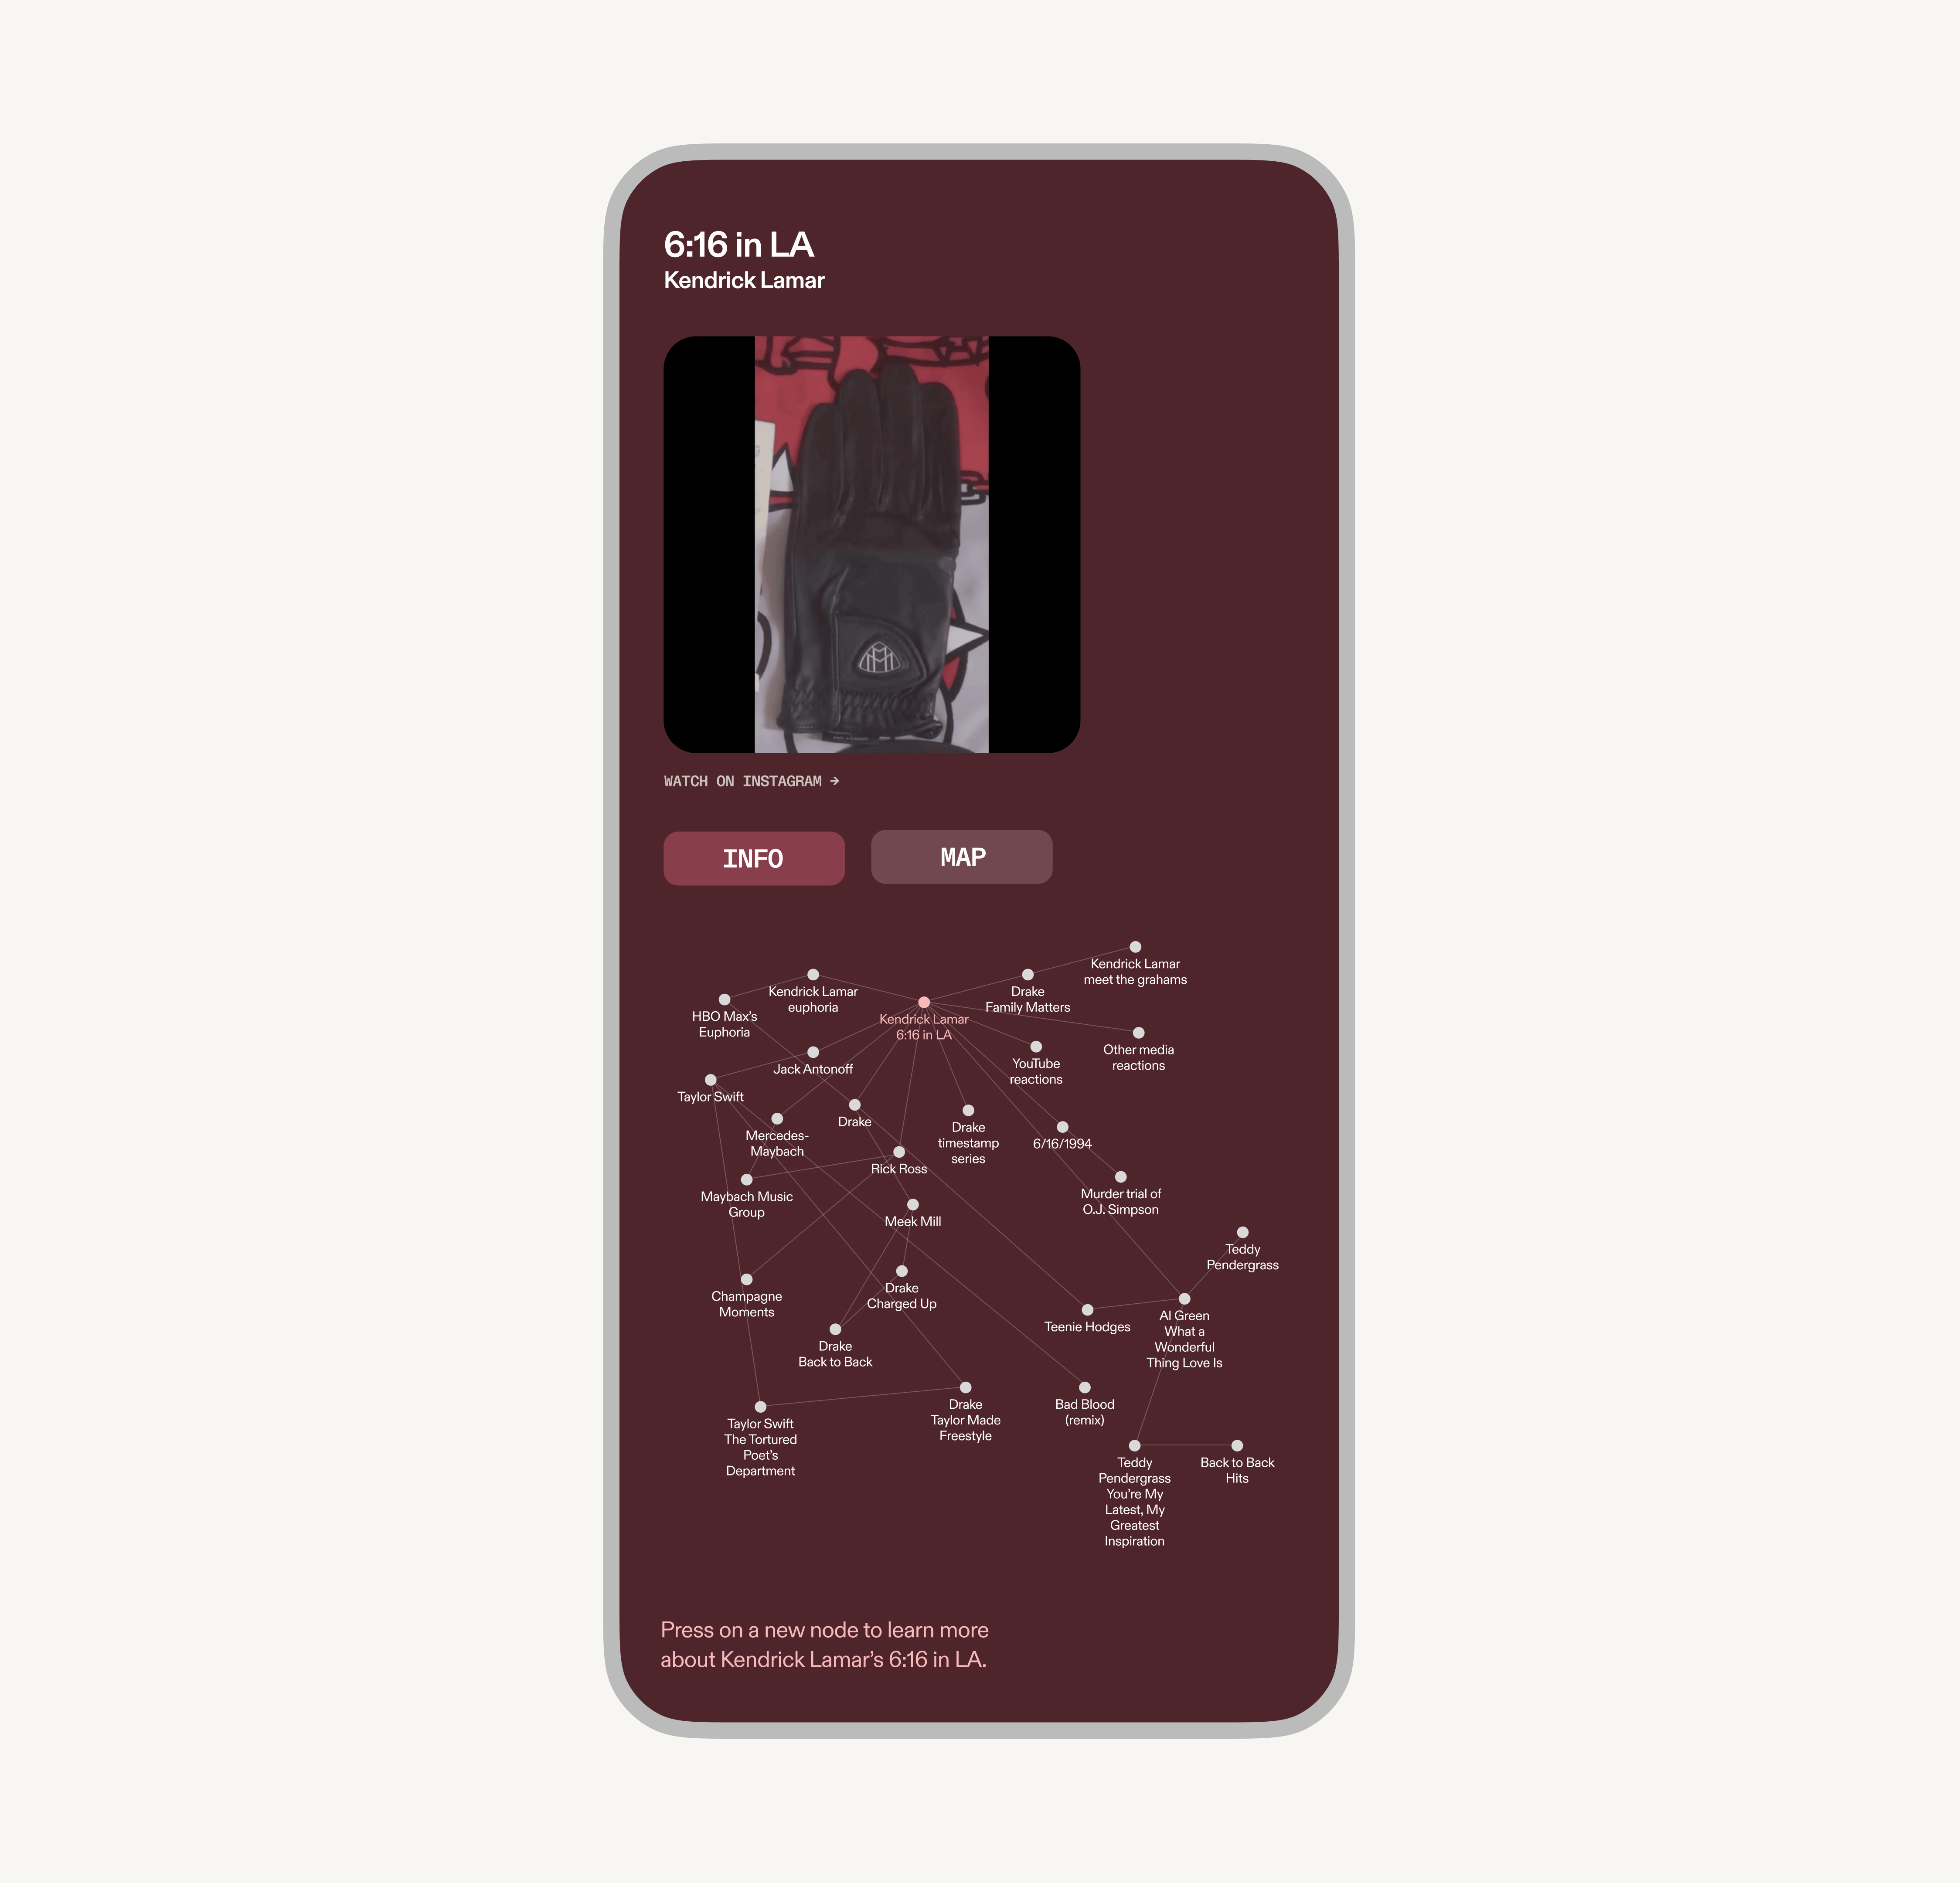 6:16 in LA
Kendrick Lamar
WATCH ON INSTAGRAM →
INFO
MAP
Kendrick Lamar
meet the grahams
Kendrick Lamar
euphoria
Drake
Family Matters
HBO Max’s
Euphoria
Kendrick Lamar
6:16 in LA
Other media
reactions
YouTube
reactions
Jack Antonoff
Taylor Swift
Drake
Mercedes-
Maybach
Drake
timestamp
series
6/16/1994
Rick Ross
Maybach Music
Group
Murder trial of
O.J. Simpson
Meek Mill
Teddy
Pendergrass
Champagne
Moments
Drake
Charged Up
Teenie Hodges
Al Green
What a
Wonderful
Thing Love Is
Drake
Back to Back
Taylor Swift
The Tortured
Poet’s
Department
Drake
Taylor Made
Freestyle
Bad Blood
(remix)
Teddy
Pendergrass
You’re My
Latest, My
Greatest
Inspiration
Back to Back
Hits
Press on a new node to learn more
about Kendrick Lamar’s 6:16 in LA.